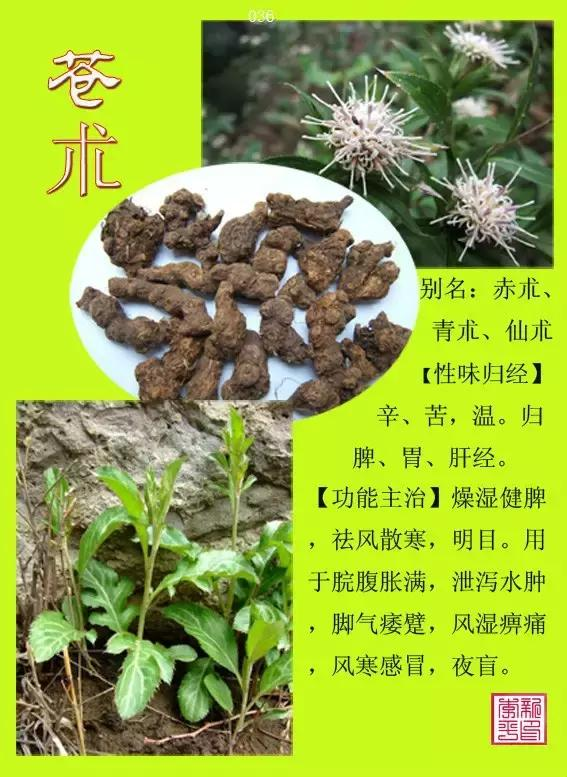 036
苍
术
别名：赤朮、
青朮、仙朮
【性味归经】
辛、苦，温。归
脾、胃、肝经。
【功能主治】燥湿健脾
，祛风散寒，明目。用
于脘腹胀满，泄泻水肿
，脚气痿躄，风湿痹痛
，风寒感冒，夜盲。